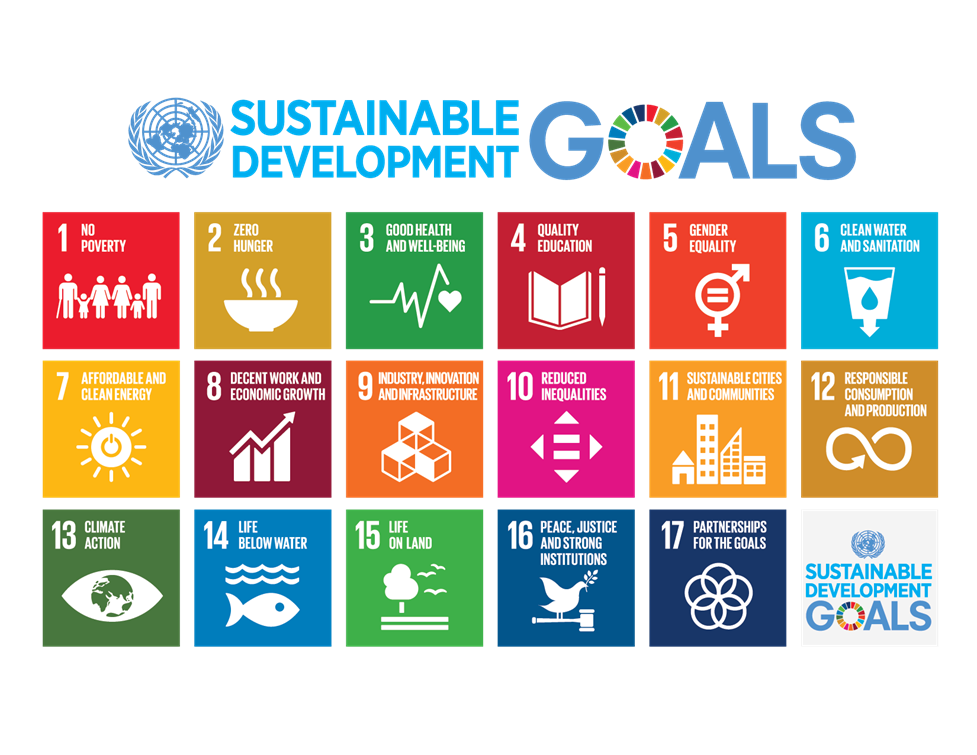 SUSTAINABLE
DEVELOPMENT
GOALS
1 NO
POVERTY
2 ZERO
HUNGER
3 GOOD HEALTH
AND WELL-BEING
4 QUALITY
EDUCATION
5 GENDER
EQUALITY
6 CLEAN WATER
AND SANITATION
7 AFFORDABLE AND
CLEAN ENERGY
8 DECENT WORK AND
ECONOMIC GROWTH
9 INDUSTRY, INNOVATION
AND INFRASTRUCTURE
10 REDUCED
INEQUALITIES
11 SUSTAINABLE CITIES
AND COMMUNITIES
12 RESPONSIBLE
CONSUMPTION
AND PRODUCTION
13 CLIMATE
ACTION
14 LIFE
BELOW WATER
15 LIFE
ON LAND
16 PEACE, JUSTICE
AND STRONG
INSTITUTIONS
17 PARTNERSHIPS
FOR THE GOALS
SUSTAINABLE
DEVELOPMENT
GOALS